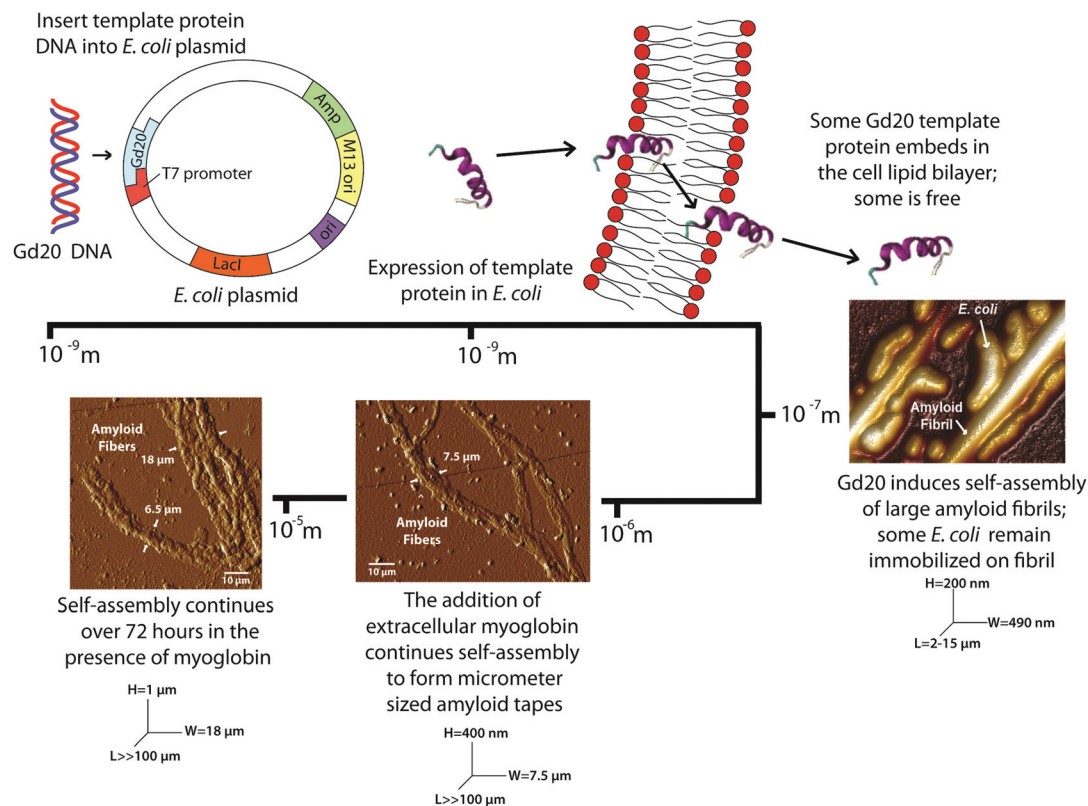 Insert template protein
DNA into E. coli plasmid
Gd20 DNA
Gd20
T7 promoter
Amp
M13 ori
ori
LacI
E. coli plasmid
Expression of template
protein in E. coli
Some Gd20 template
protein embeds in
the cell lipid bilayer;
some is free
10 -9m
10 -9m
10 -7m
10-6m
10-5m
E. coli
Amyloid
Fibril
Gd20 induces self-assembly
of large amyloid fibrils;
some E. coli remain
immobilized on fibril
H=200 nm
W=490 nm
L=2-15 µm
7.5 µm
Amyloid
Fibers
10 µm
The addition of
extracellular myoglobin
continues self-assembly
to form micrometer
sized amyloid tapes
H=400 nm
W=7.5 µm
L>>100 µm
Amyloid
Fibers
18 µm
6.5 µm
10 µm
Self-assembly continues
over 72 hours in the
presence of myoglobin
H=1 µm
W=18 µm
L>>100 µm